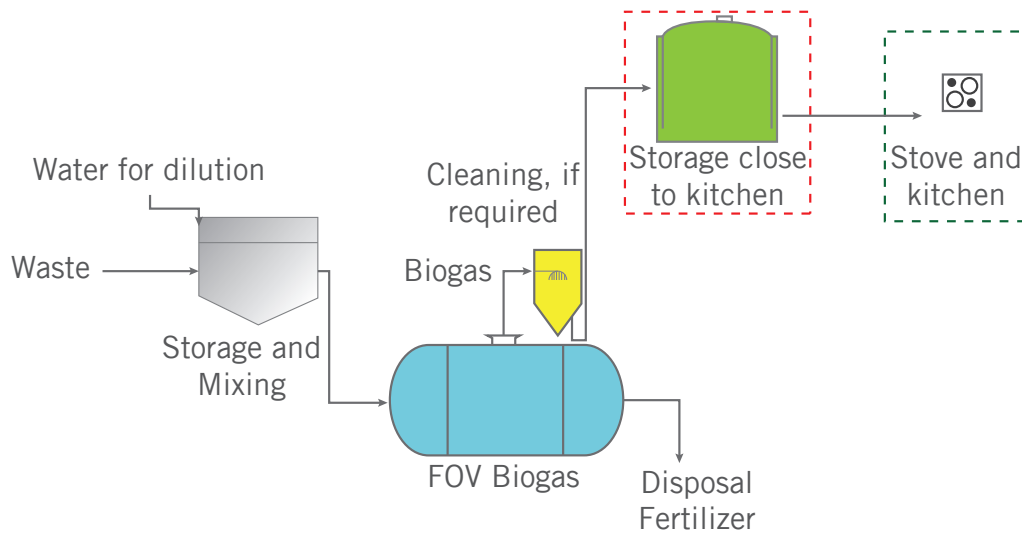 Water for dilution
Waste
Storage and
Mixing
Biogas
Cleaning, if
required
FOV Biogas
Disposal
Fertilizer
Storage close
to kitchen
Stove and
kitchen